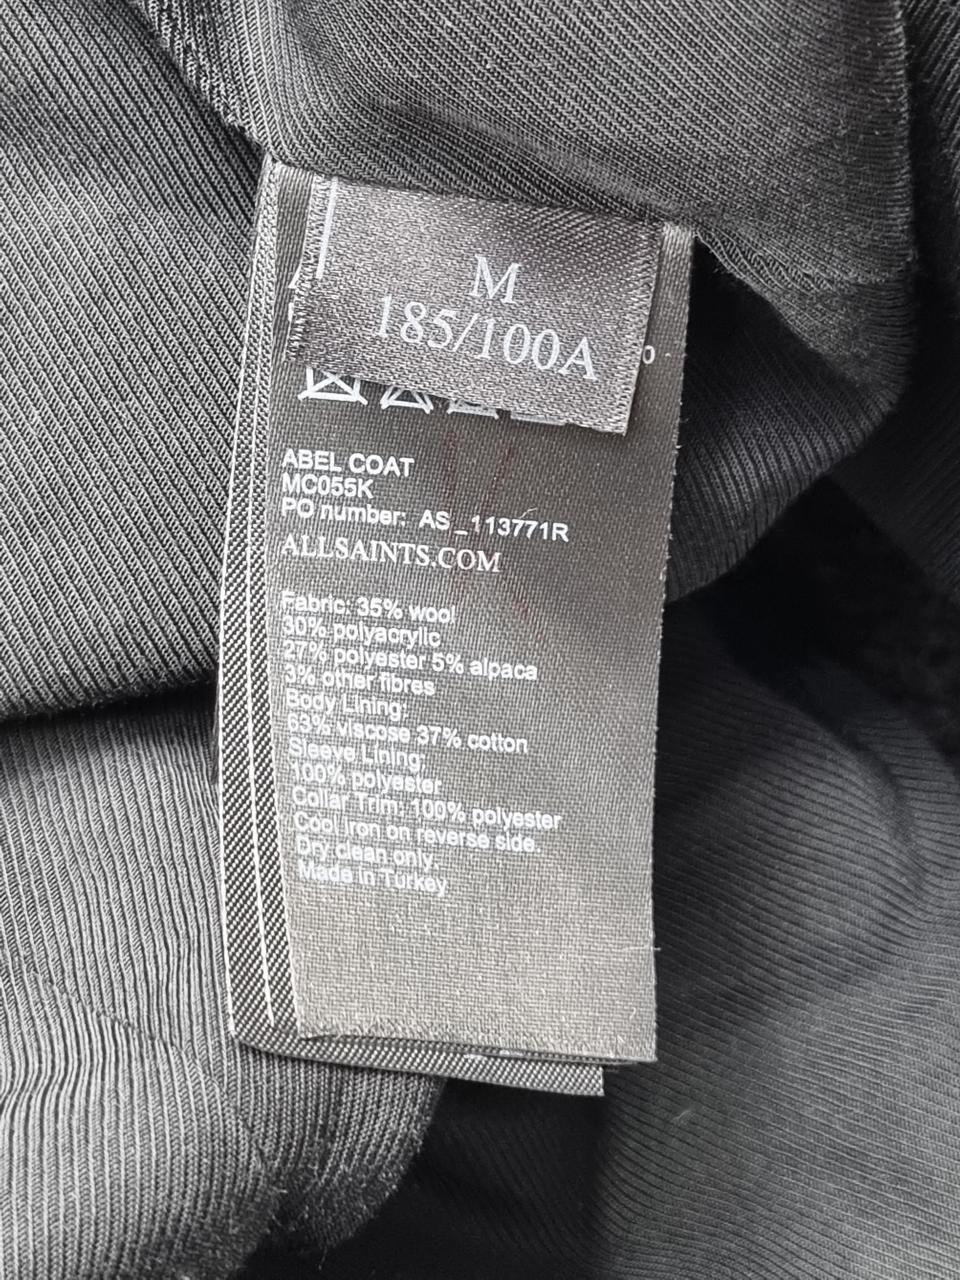 M
185/100A
ABEL COAT
MC055K
PO number: AS_113771R
ALLSAINTS.COM
Fabric: 35% wool
30% polyacrylic
27% polyester 5% alpaca
3% other fibres
Body Lining:
63% viscose 37% cotton
Sleeve Lining:
100% polyester
Collar Trim: 100% polyester
Cool iron on reverse side.
Dry clean only.
Made in Turkey